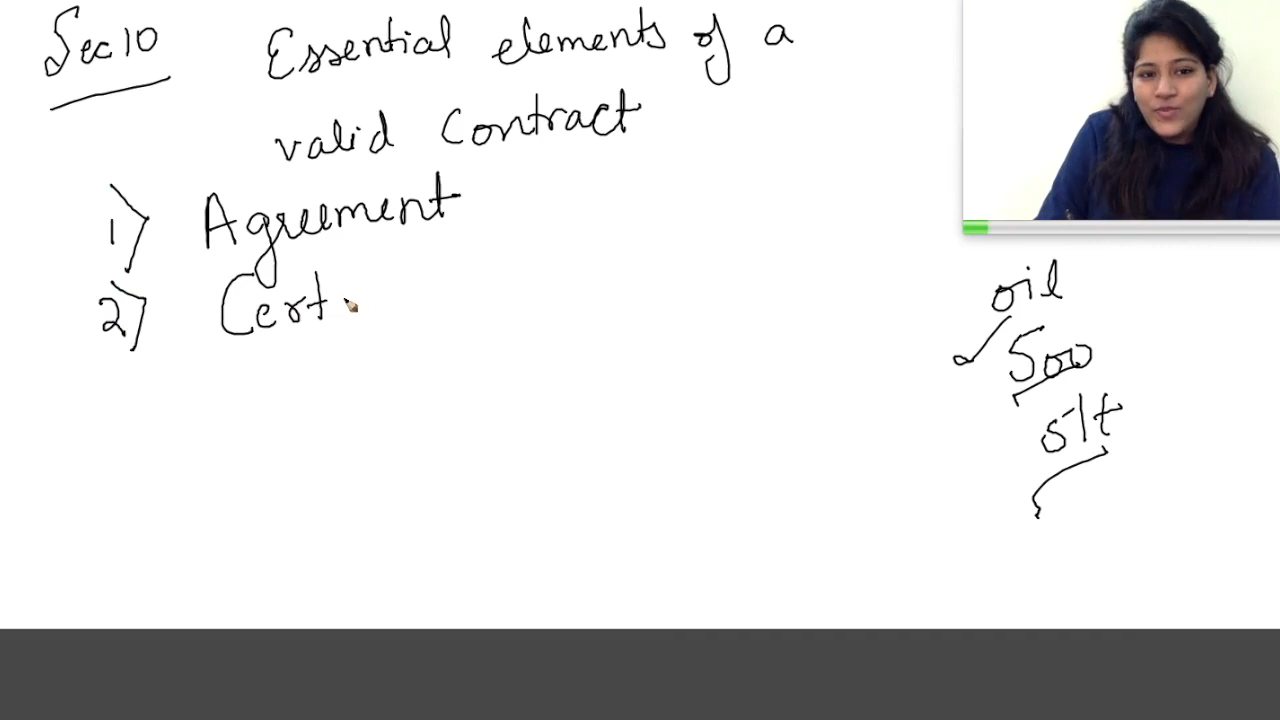 Sec 10 Essential elements of a
valid Contract
1) Agreement
2) Cert
oil
500